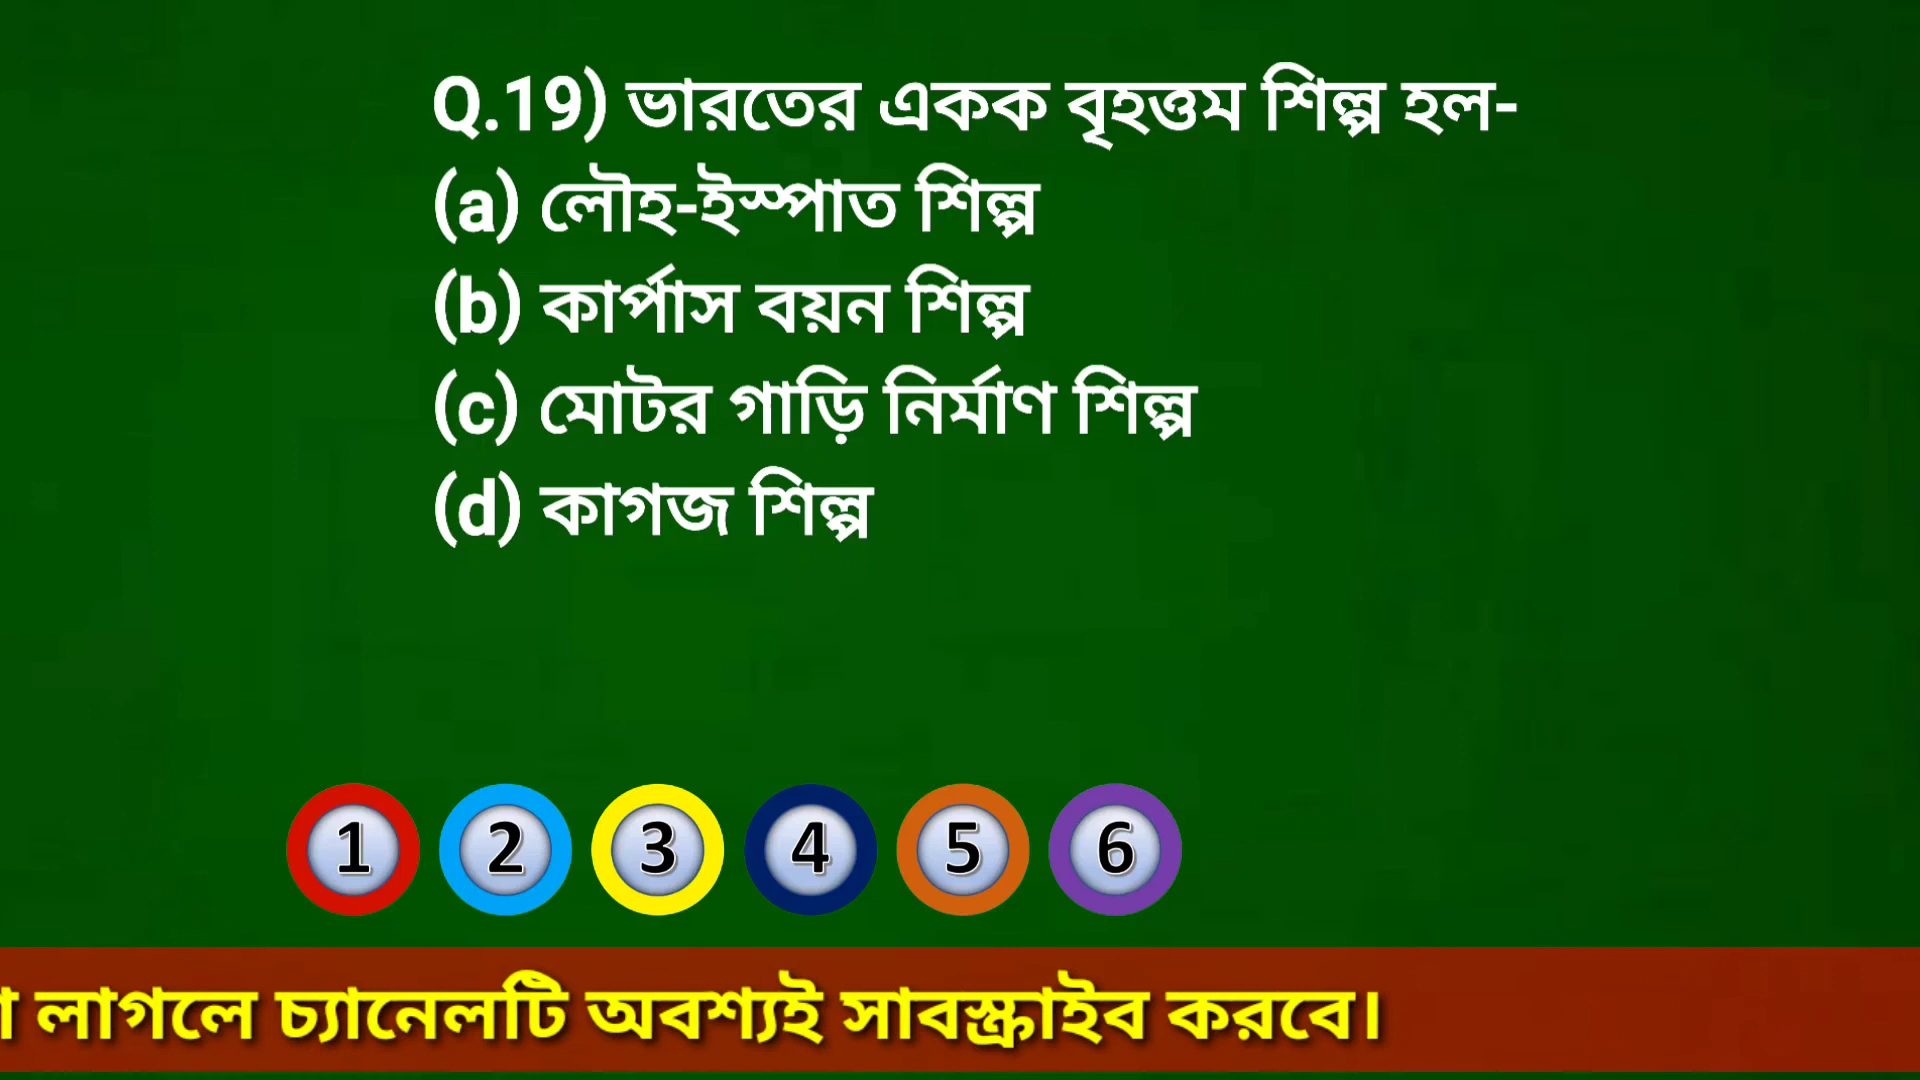 Q.19) ভারতের একক বৃহত্তম শিল্প হল-
(a) লৌহ-ইস্পাত শিল্প
(b) কার্পাস বয়ন শিল্প
(c) মোটর গাড়ি নির্মাণ শিল্প
(d) কাগজ শিল্প
1 2 3 4 5 6
লাগলে চ্যানেলটি অবশ্যই সাবস্ক্রাইব করবে।